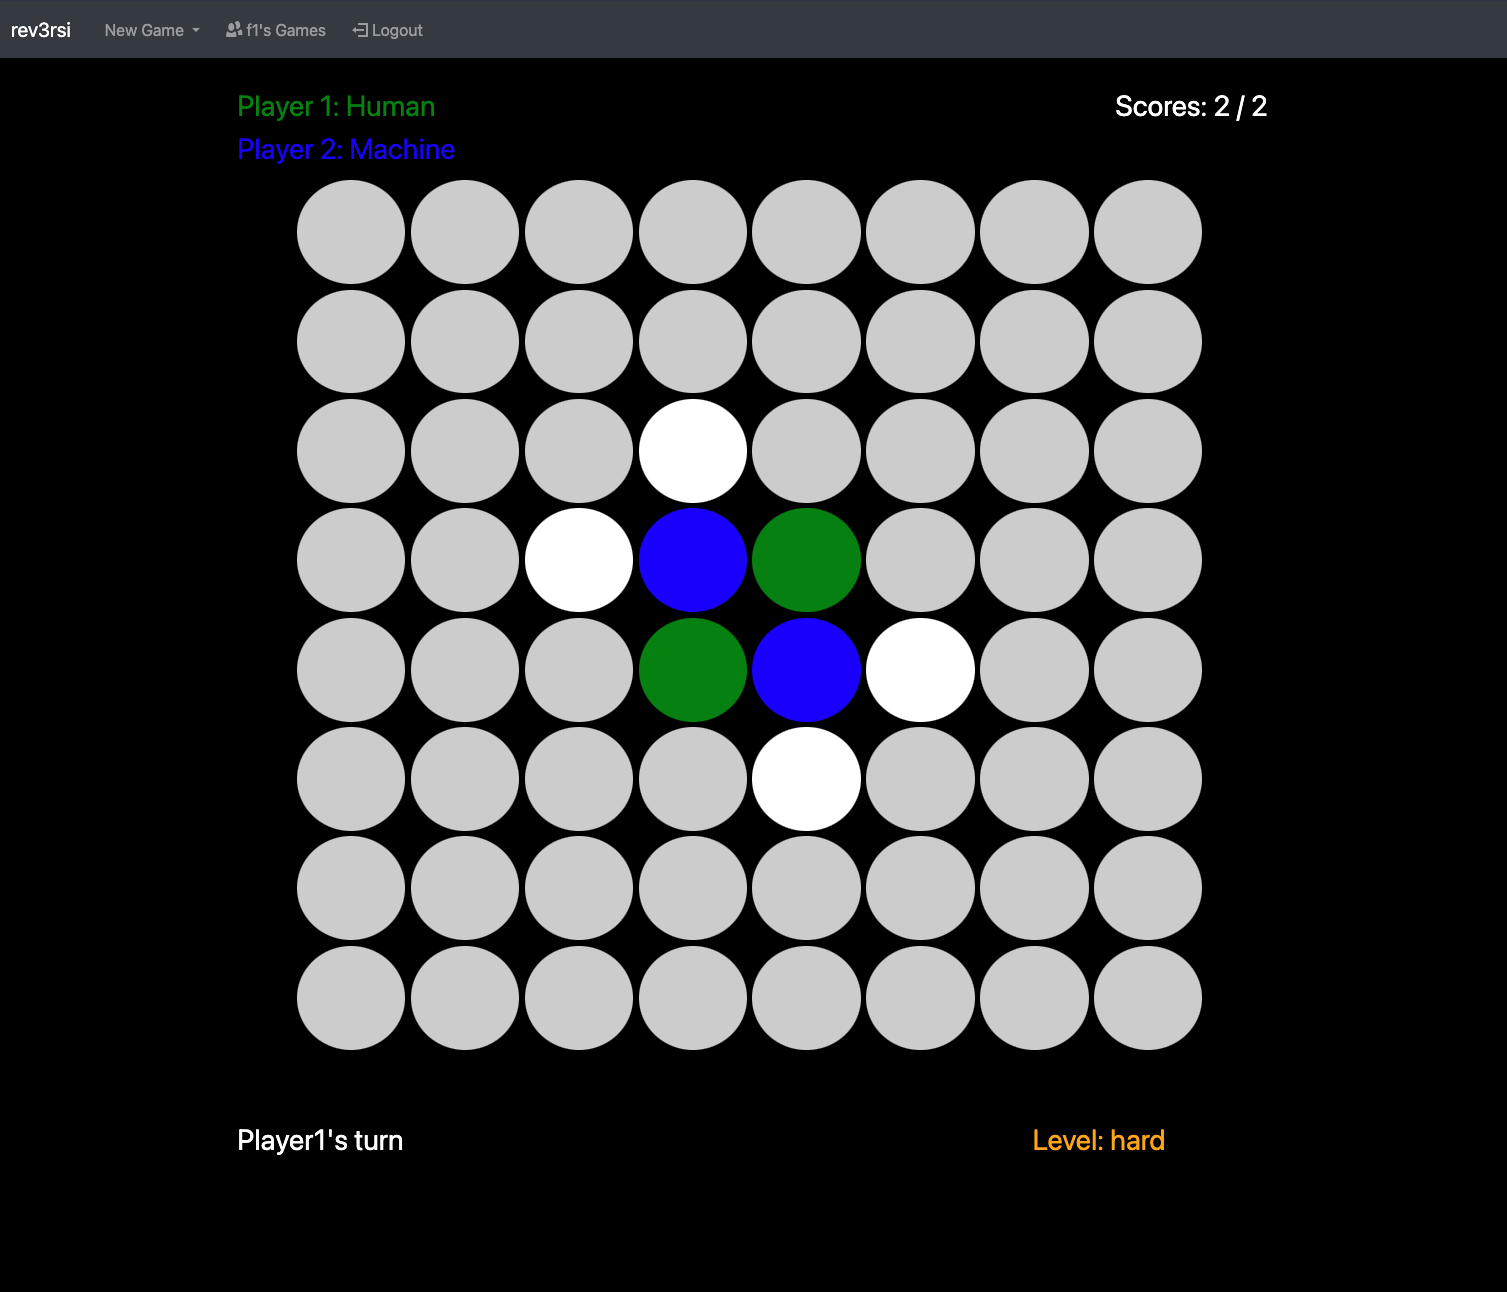 rev3rsi New Game f1's Games Logout
Player 1: Human Scores: 2 / 2
Player 2: Machine
Player1's turn Level: hard